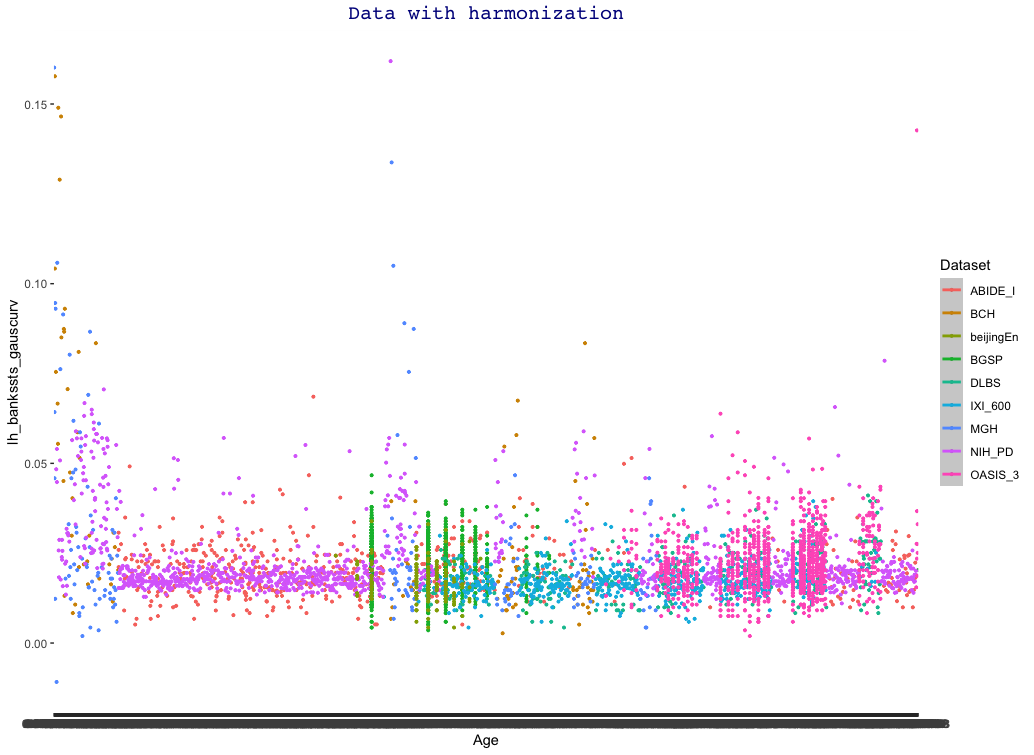 Data with harmonization
lh_bankssts_gauscurv
0.15
0.10
0.05
0.00
Age
Dataset
ABIDE_I
BCH
beijingEn
BGSP
DLBS
IXI_600
MGH
NIH_PD
OASIS_3